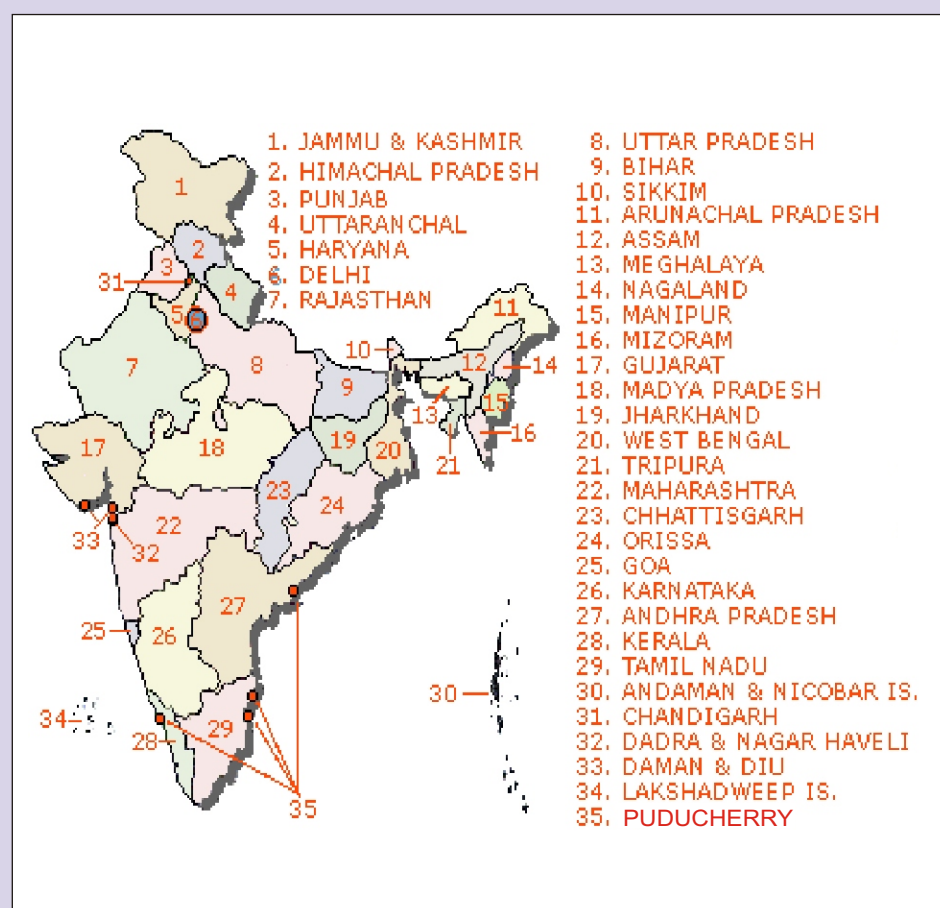 1. JAMMU & KASHMIR
2. HIMACHAL PRADESH
3. PUNJAB
4. UTTARANCHAL
5. HARYANA
6. DELHI
7. RAJASTHAN
8. UTTAR PRADESH
9. BIHAR
10. SIKKIM
11. ARUNACHAL PRADESH
12. ASSAM
13. MEGHALAYA
14. NAGALAND
15. MANIPUR
16. MIZORAM
17. GUJARAT
18. MADYA PRADESH
19. JHARKHAND
20. WEST BENGAL
21. TRIPURA
22. MAHARASHTRA
23. CHHATTISGARH
24. ORISSA
25. GOA
26. KARNATAKA
27. ANDHRA PRADESH
28. KERALA
29. TAMIL NADU
30. ANDAMAN & NICOBAR IS.
31. CHANDIGARH
32. DADRA & NAGAR HAVELI
33. DAMAN & DIU
34. LAKSHADWEEP IS.
35. PUDUCHERRY
1
2
3
31
4
5
6
11
10
7
8
12
14
9
13
15
16
19
17
18
20
21
23
24
22
33
32
27
25
26
30
34
29
28
35